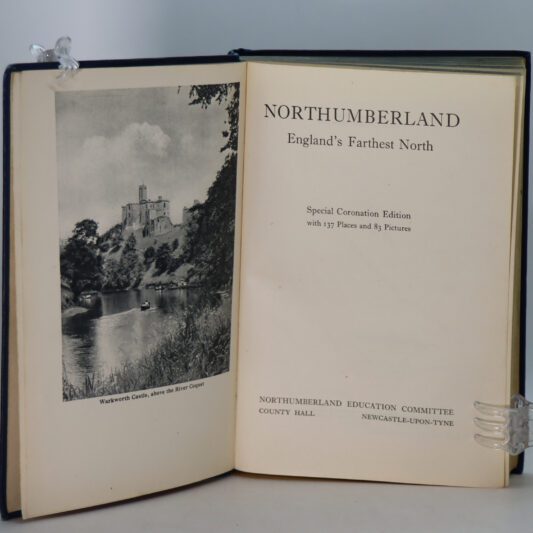 Warkworth Castle, above the River Coquet
NORTHUMBERLAND
England's Farthest North
Special Coronation Edition
with 137 Places and 83 Pictures
NORTHUMBERLAND EDUCATION COMMITTEE
COUNTY HALL NEWCASTLE-UPON-TYNE